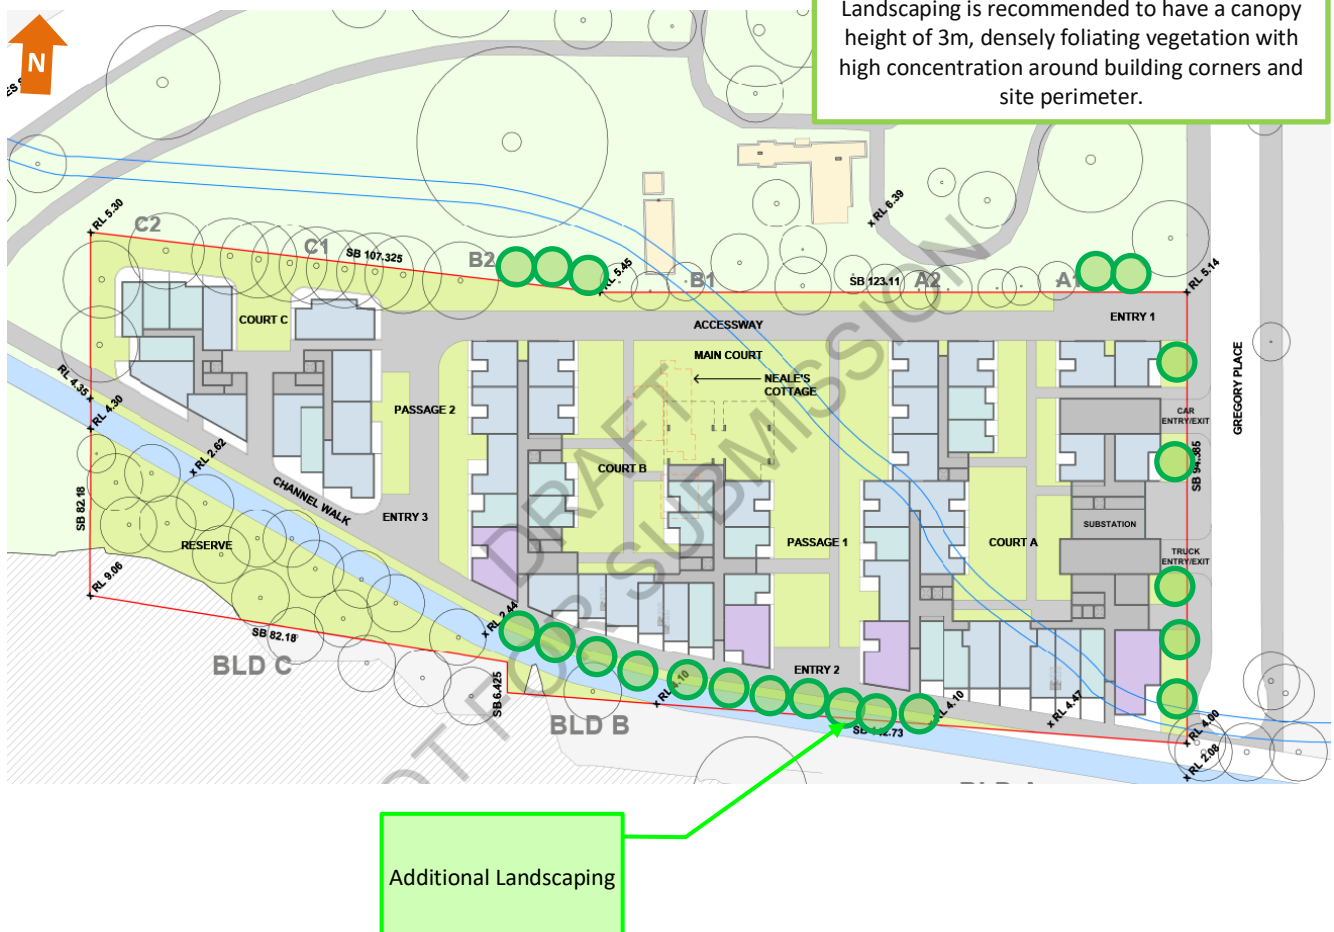 Landscaping is recommended to have a canopy
height of 3m, densely foliating vegetation with
high concentration around building corners and
site perimeter.
N
RL 5.30
C2
C1
SB 107.325
B2
RL 5.45
B1
RL 6.39
SB 123.11
A2
A1
RL 5.14
COURT C
ACCESSWAY
ENTRY 1
MAIN COURT
NEALE'S
COTTAGE
GREGORY PLACE
CAR
ENTRY/EXIT
RL 4.35
RL 4.30
PASSAGE 2
RL 2.62
COURT B
SB 94.385
CHANNEL WALK
ENTRY 3
SB 82.18
RESERVE
PASSAGE 1
COURT A
SUBSTATION
TRUCK
ENTRY/EXIT
RL 9.06
SB 82.18
RL 2.44
BLD C
SB 6.425
RL 4.10
ENTRY 2
RL 4.10
RL 4.47
RL 4.00
RL 2.08
BLD B
DRAFT
NOT FOR SUBMISSION
Additional Landscaping